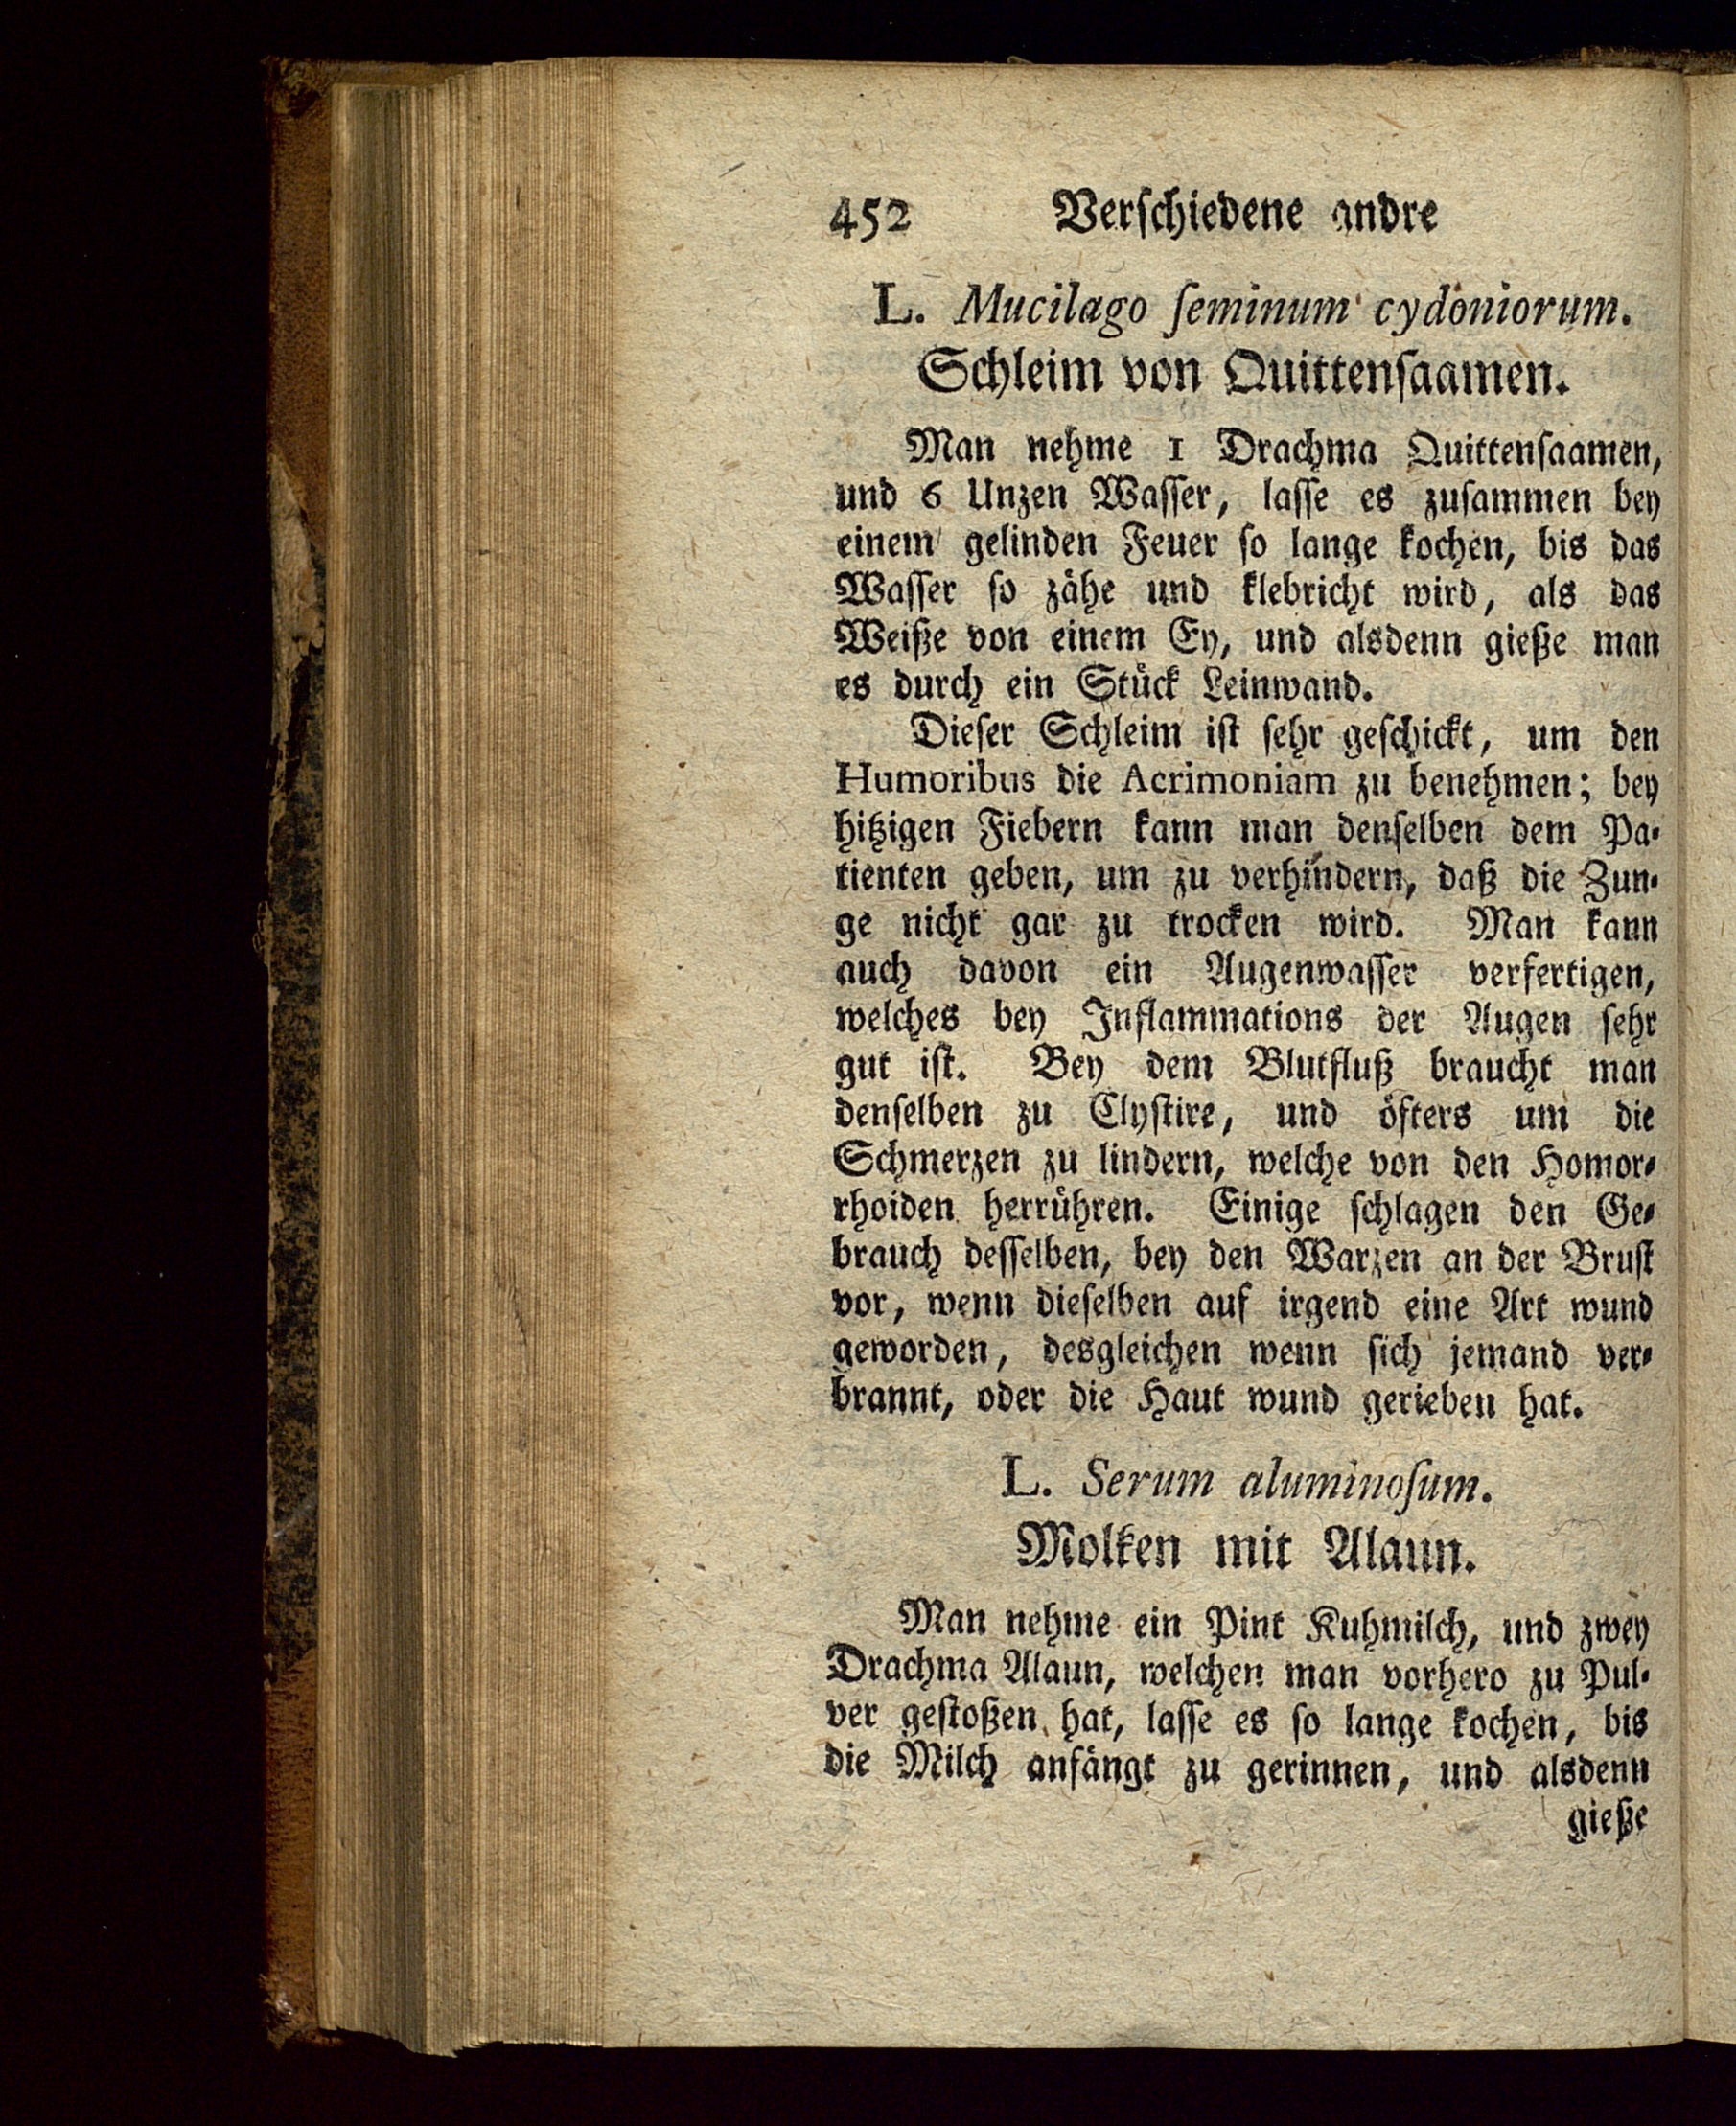 452 Verschiedene andre
L. Mucilago ſeminum cydoniorum.
Schleim von Quittenſaamen.
Man nehme 1 Drachma Quittenſaamen,
und 6 Unzen Waſſer, laſſe es zuſammen bey
einem gelinden Feuer ſo lange kochen, bis das
Waſſer ſo zähe und klebricht wird, als das
Weiße von einem Ey, und alsdenn gieße man
es durch ein Stück Leinwand.
Dieſer Schleim iſt ſehr geſchickt, um den
Humoribus die Acrimoniam zu benehmen; bey
hitzigen Fiebern kann man denſelben dem Pa-
tienten geben, um zu verhindern, daß die Zun-
ge nicht gar zu trocken wird. Man kann
auch davon ein Augenwaſſer verfertigen,
welches bey Inflammations der Augen ſehr
gut iſt. Bey dem Blutfluß braucht man
denſelben zu Clyſtire, und öfters um die
Schmerzen zu lindern, welche von den Homor-
rhoiden herrühren. Einige ſchlagen den Ge-
brauch deſſelben, bey den Warzen an der Bruſt
vor, wenn dieſelben auf irgend eine Art wund
geworden, desgleichen wenn ſich jemand ver-
brannt, oder die Haut wund gerieben hat.
L. Serum aluminoſum.
Molken mit Alaun.
Man nehme ein Pint Kuhmilch, und zwey
Drachma Alaun, welchen man vorhero zu Pul-
ver geſtoßen hat, laſſe es ſo lange kochen, bis
die Milch anfängt zu gerinnen, und alsdenn
gieße